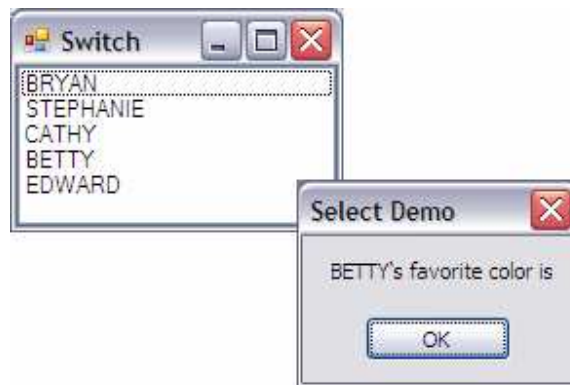 Switch
BRYAN
STEPHANIE
CATHY
BETTY
EDWARD
Select Demo
BETTY's favorite color is
OK